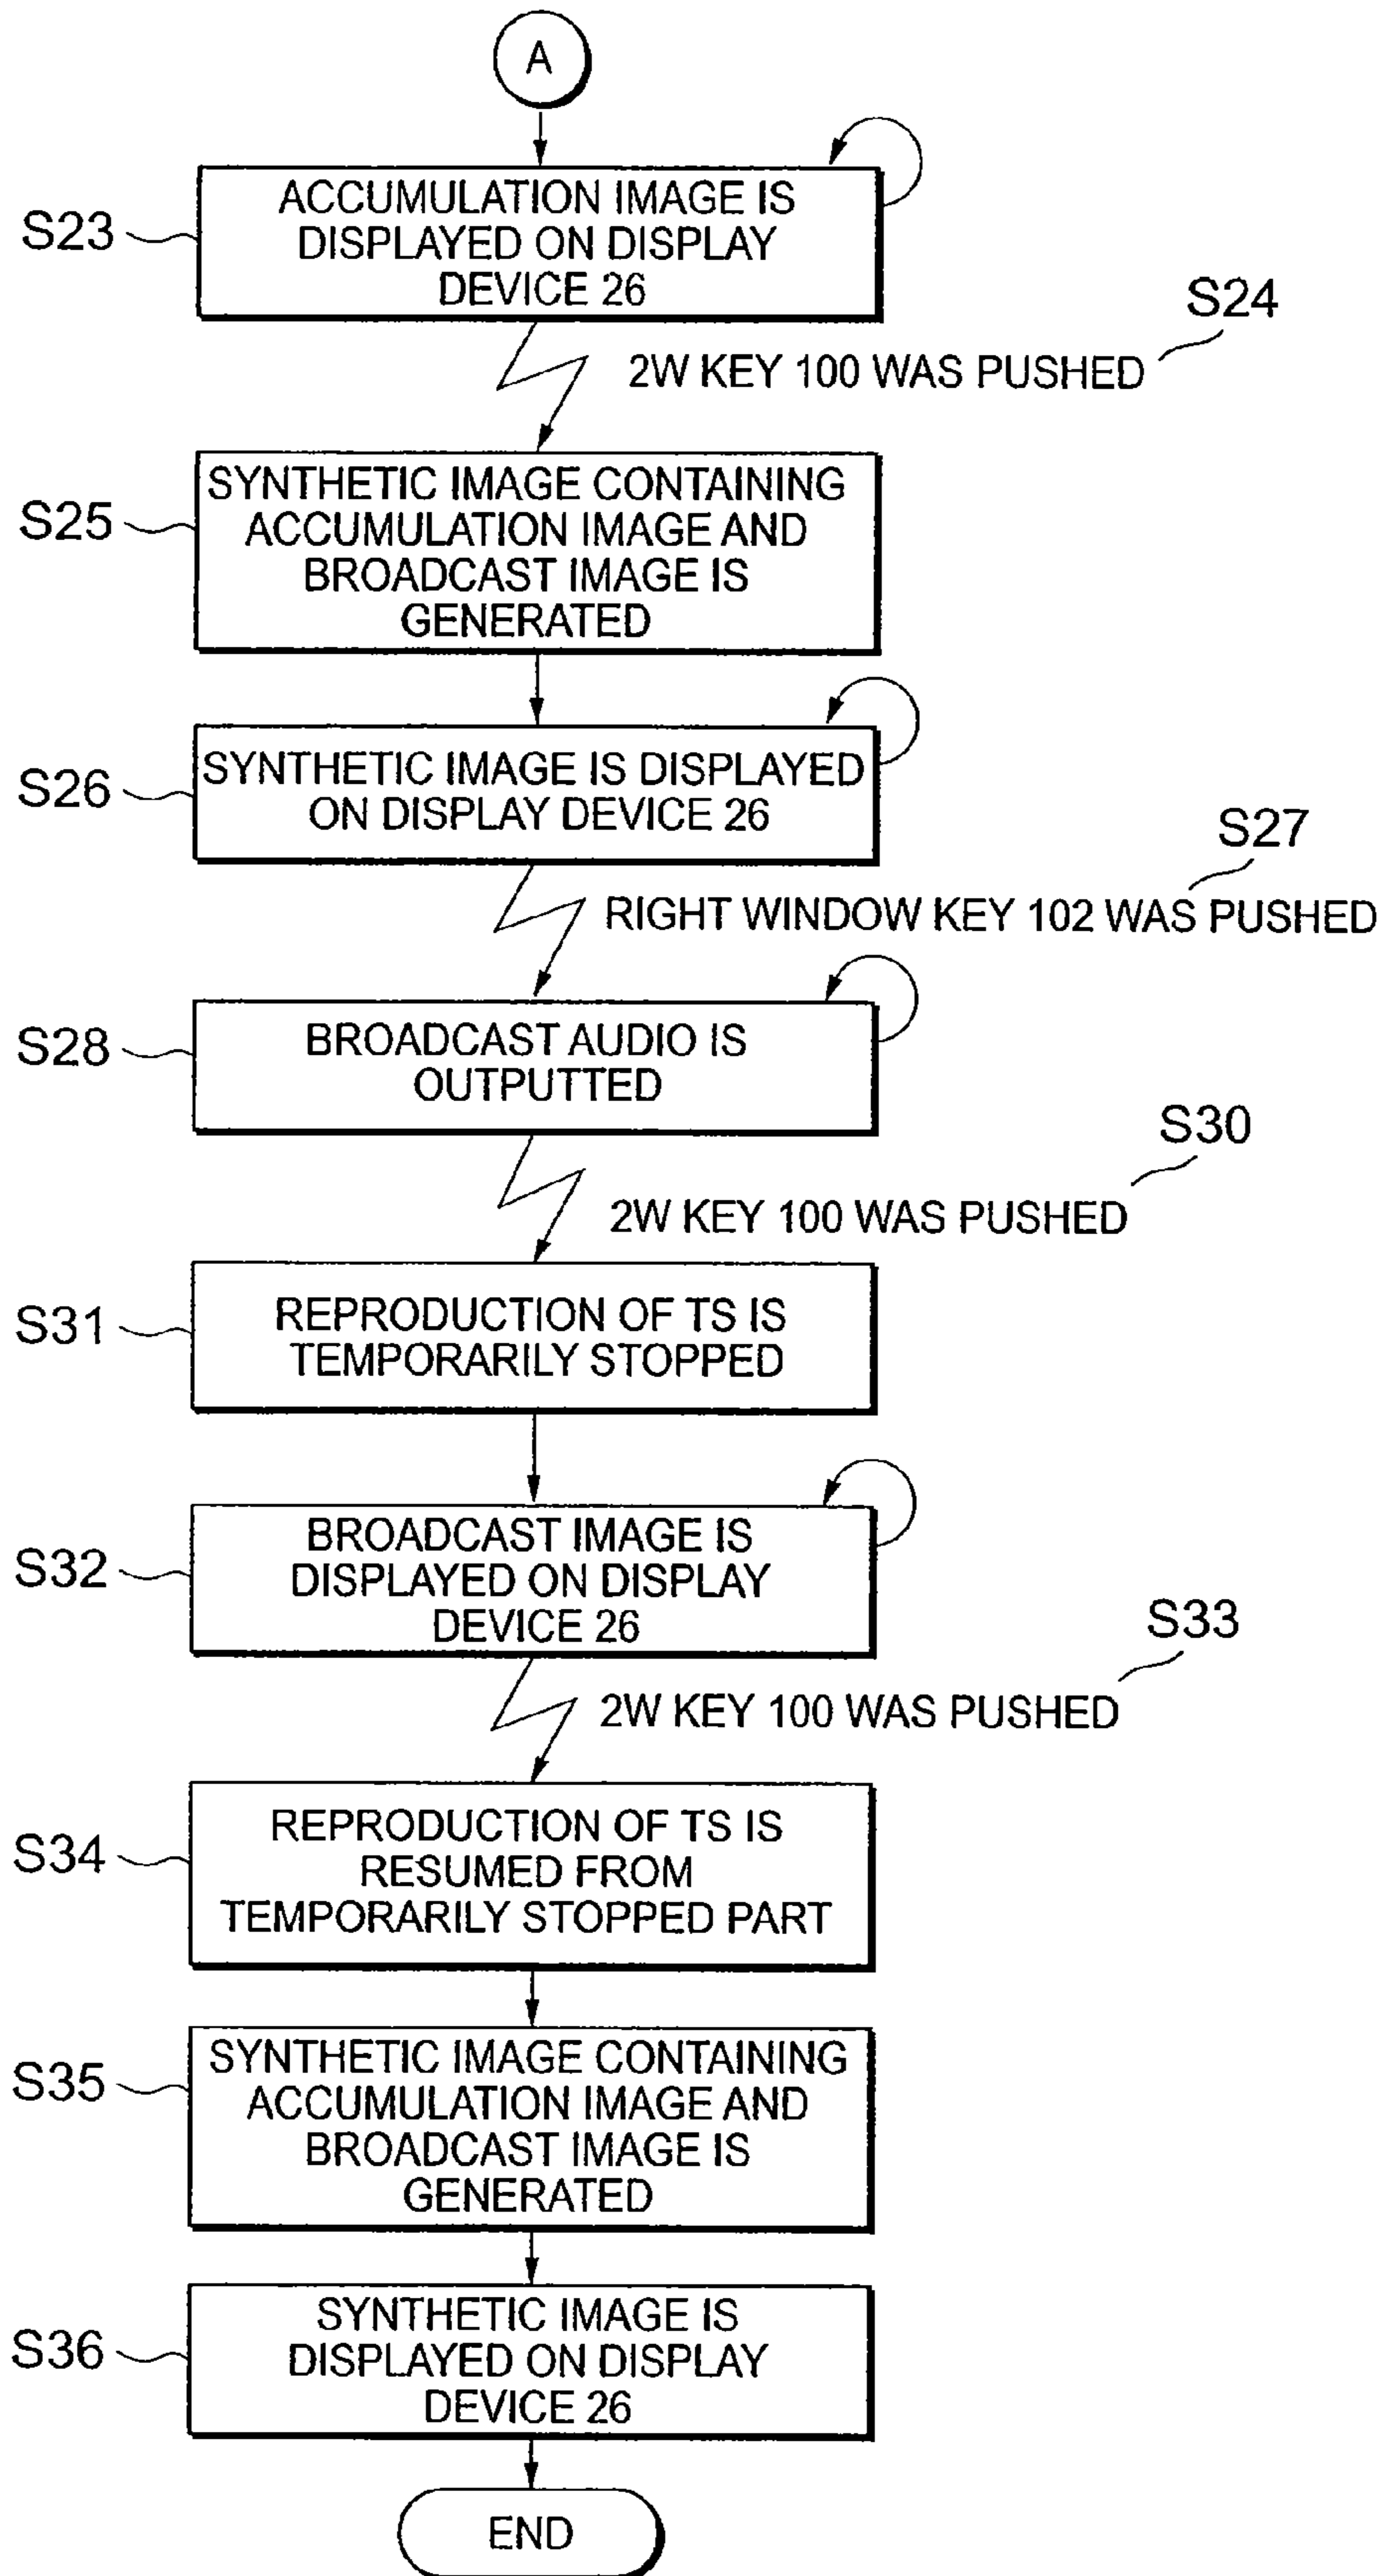 A
S23
ACCUMULATION IMAGE IS
DISPLAYED ON DISPLAY
DEVICE 26
S24
2W KEY 100 WAS PUSHED
S25
SYNTHETIC IMAGE CONTAINING
ACCUMULATION IMAGE AND
BROADCAST IMAGE IS
GENERATED
S26
SYNTHETIC IMAGE IS DISPLAYED
ON DISPLAY DEVICE 26
S27
RIGHT WINDOW KEY 102 WAS PUSHED
S28
BROADCAST AUDIO IS
OUTPUTTED
S30
2W KEY 100 WAS PUSHED
S31
REPRODUCTION OF TS IS
TEMPORARILY STOPPED
S32
BROADCAST IMAGE IS
DISPLAYED ON DISPLAY
DEVICE 26
S33
2W KEY 100 WAS PUSHED
S34
REPRODUCTION OF TS IS
RESUMED FROM
TEMPORARILY STOPPED PART
S35
SYNTHETIC IMAGE CONTAINING
ACCUMULATION IMAGE AND
BROADCAST IMAGE IS
GENERATED
S36
SYNTHETIC IMAGE IS
DISPLAYED ON DISPLAY
DEVICE 26
END